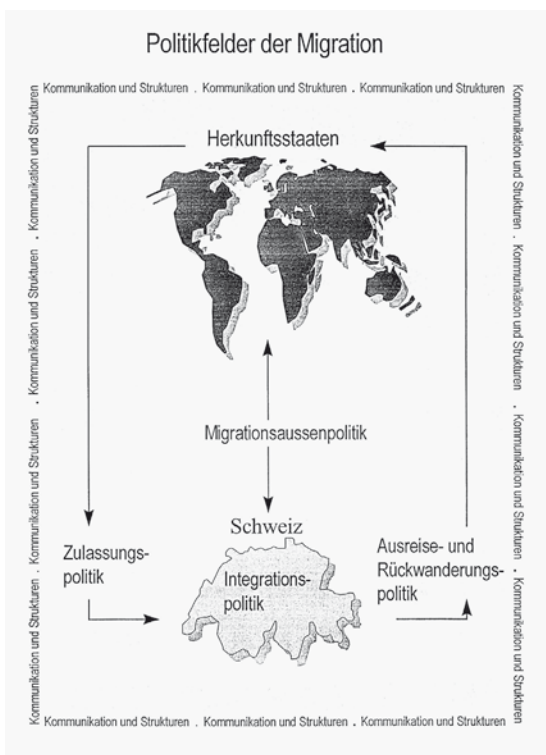 Politikfelder der Migration
Kommunikation und Strukturen . Kommunikation und Strukturen . Kommunikation und Strukturen
Kommunikation und Strukturen . Kommunikation und Strukturen . Kommunikation und Strukturen . Kommunikation und Strukturen
Herkunftsstaaten
Migrationsaussenpolitik
Schweiz
Zulassungs-
politik
Integrations-
politik
Ausreise- und
Rückwanderungs-
politik
Kommunikation und Strukturen . Kommunikation und Strukturen . Kommunikation und Strukturen . Kommunikation und Strukturen
Kommunikation und Strukturen . Kommunikation und Strukturen . Kommunikation und Strukturen